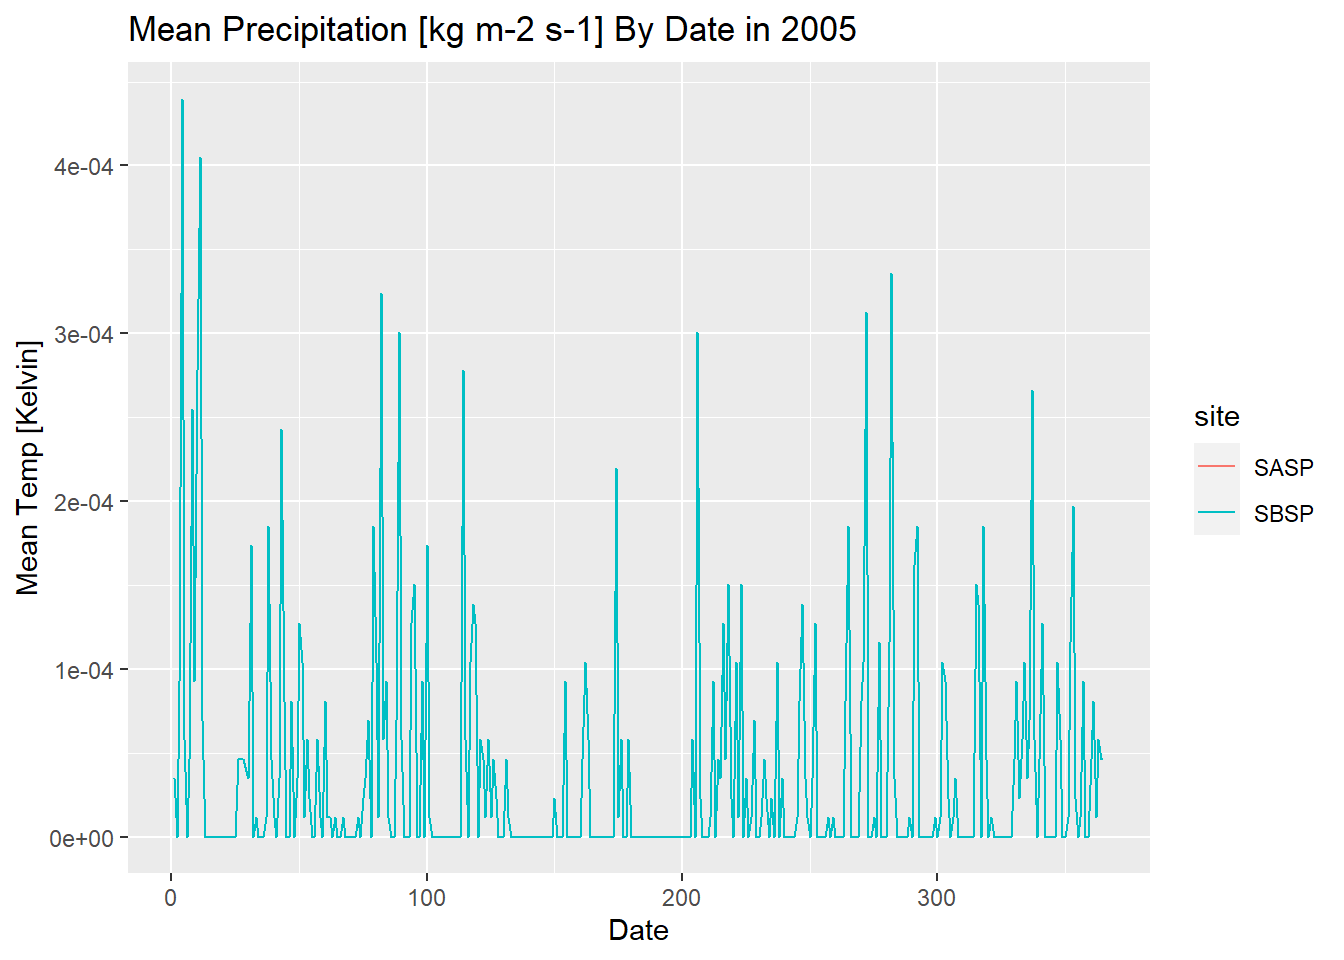 Mean Precipitation [kg m-2 s-1] By Date in 2005
4e-04
3e-04
2e-04
1e-04
0e+00
Mean Temp [Kelvin]
0
100
200
300
Date
site
SASP
SBSP